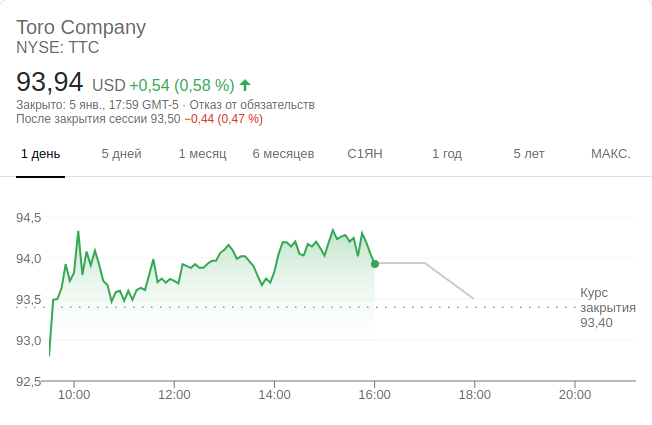 Toro Company
NYSE: TTC
93,94 USD +0,54 (0,58 %)
Закрыто: 5 янв., 17:59 GMT-5 · Отказ от обязательств
После закрытия сессии 93,50 −0,44 (0,47 %)
1 день 5 дней 1 месяц 6 месяцев С1ЯН 1 год 5 лет МАКС.
94,5
94,0
93,5
Курс
закрытия
93,40
93,0
92,5
10:00 12:00 14:00 16:00 18:00 20:00